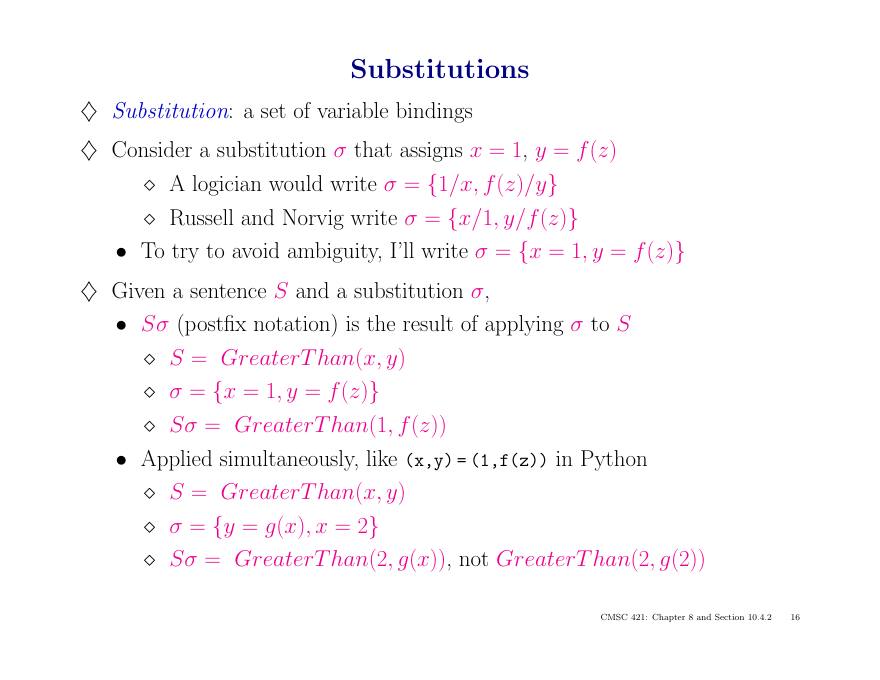 Substitutions
♢ Substitution: a set of variable bindings
♢ Consider a substitution σ that assigns x = 1, y = f(z)
⋄ A logician would write σ = {1/x, f(z)/y}
⋄ Russell and Norvig write σ = {x/1, y/f(z)}
• To try to avoid ambiguity, I'll write σ = {x = 1, y = f(z)}
♢ Given a sentence S and a substitution σ,
• Sσ (postfix notation) is the result of applying σ to S
⋄ S = GreaterThan(x, y)
⋄ σ = {x = 1, y = f(z)}
⋄ Sσ = GreaterThan(1, f(z))
• Applied simultaneously, like (x,y) = (1,f(z)) in Python
⋄ S = GreaterThan(x, y)
⋄ σ = {y = g(x), x = 2}
⋄ Sσ = GreaterThan(2, g(x)), not GreaterThan(2, g(2))
CMSC 421: Chapter 8 and Section 10.4.2 16